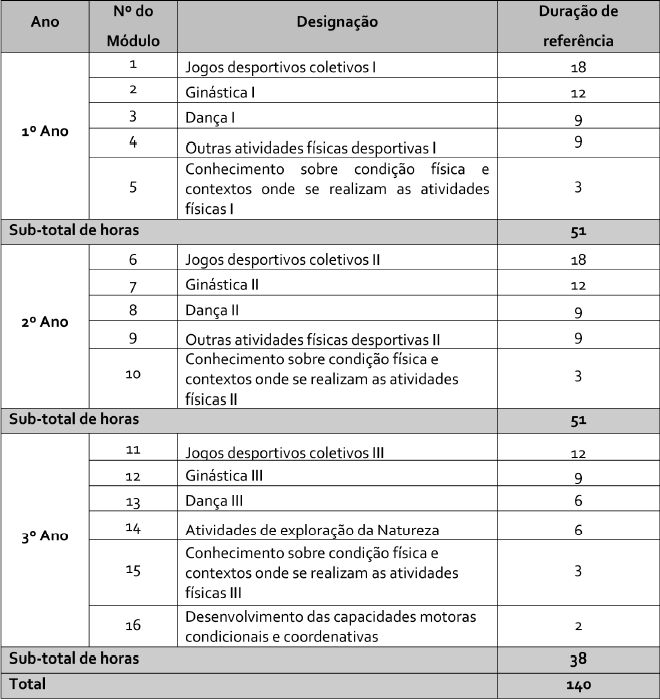 Ano
Nº do
Módulo
Designação
Duração de
referência
1º Ano
1
Jogos desportivos coletivos I
18
2
Ginástica I
12
3
Dança I
9
4
Outras atividades físicas desportivas I
9
5
Conhecimento sobre condição física e
contextos onde se realizam as atividades
físicas I
3
Sub-total de horas
51
2º Ano
6
Jogos desportivos coletivos II
18
7
Ginástica II
12
8
Dança II
9
9
Outras atividades físicas desportivas II
9
10
Conhecimento sobre condição física e
contextos onde se realizam as atividades
físicas II
3
Sub-total de horas
51
3º Ano
11
Jogos desportivos coletivos III
12
12
Ginástica III
9
13
Dança III
6
14
Atividades de exploração da Natureza
6
15
Conhecimento sobre condição física e
contextos onde se realizam as atividades
físicas III
3
16
Desenvolvimento das capacidades motoras
condicionais e coordenativas
2
Sub-total de horas
38
Total
140